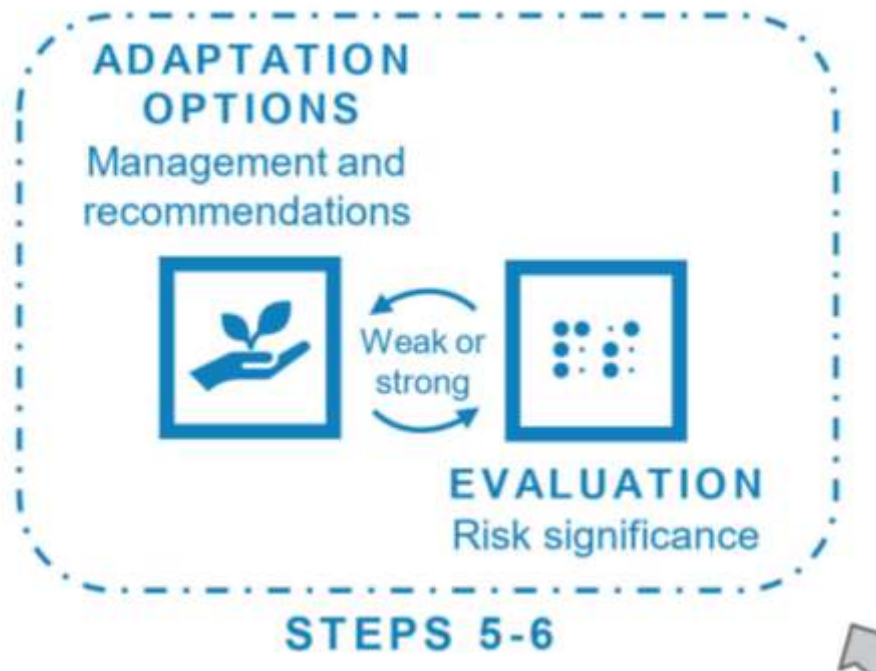 ADAPTATION
OPTIONS
Management and
recommendations
Weak or
strong
EVALUATION
Risk significance
STEPS 5-6